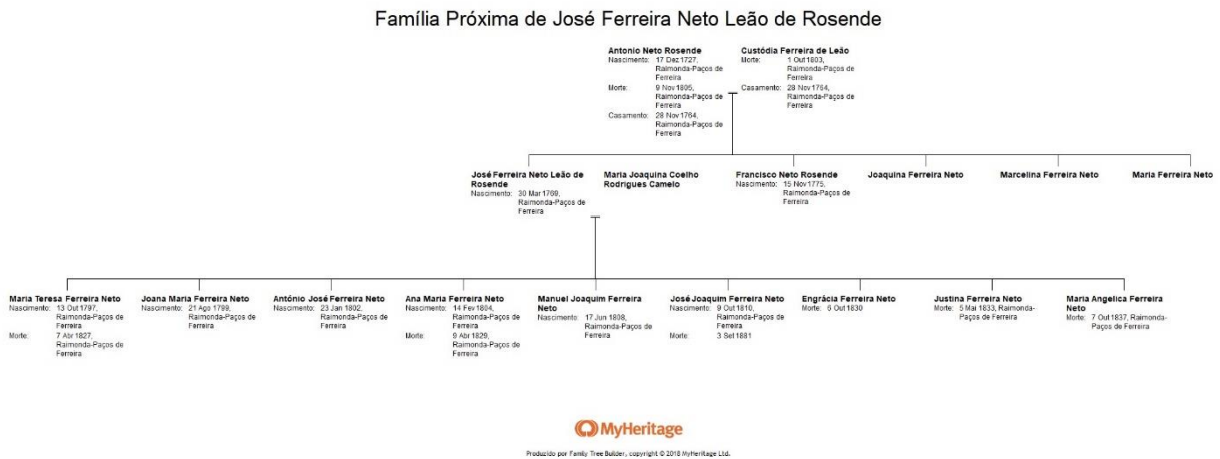 Família Próxima de José Ferreira Neto Leão de Rosende
Antonio Neto Rosende
Nascimento: 17 Dez 1727,
Raimonda-Paços de
Ferreira
Morte: 9 Nov 1805,
Raimonda-Paços de
Ferreira
Casamento: 28 Nov 1764,
Raimonda-Paços de
Ferreira
Custódia Ferreira de Leão
Morte: 1 Out 1803,
Raimonda-Paços de
Ferreira
Casamento: 28 Nov 1764,
Raimonda-Paços de
Ferreira
José Ferreira Neto Leão de
Rosende
Nascimento: 30 Mar 1769,
Raimonda-Paços de
Ferreira
Maria Joaquina Coelho
Rodrigues Camelo
Francisco Neto Rosende
Nascimento: 15 Nov 1775,
Raimonda-Paços de
Ferreira
Joaquina Ferreira Neto
Marcelina Ferreira Neto
Maria Ferreira Neto
Maria Teresa Ferreira Neto
Nascimento: 13 Out 1797,
Raimonda-Paços de
Ferreira
Morte: 7 Abr 1827,
Raimonda-Paços de
Ferreira
Joana Maria Ferreira Neto
Nascimento: 21 Ago 1799,
Raimonda-Paços de
Ferreira
António José Ferreira Neto
Nascimento: 23 Jan 1802,
Raimonda-Paços de
Ferreira
Ana Maria Ferreira Neto
Nascimento: 14 Fev 1804,
Raimonda-Paços de
Ferreira
Morte: 9 Abr 1829,
Raimonda-Paços de
Ferreira
Manuel Joaquim Ferreira
Neto
Nascimento: 17 Jun 1808,
Raimonda-Paços de
Ferreira
José Joaquim Ferreira Neto
Nascimento: 9 Out 1810,
Raimonda-Paços de
Ferreira
Morte: 3 Set 1881
Engrácia Ferreira Neto
Morte: 6 Out 1830
Justina Ferreira Neto
Morte: 5 Mai 1833, Raimonda-
Paços de Ferreira
Maria Angelica Ferreira
Neto
Morte: 7 Out 1837, Raimonda-
Paços de Ferreira
MyHeritage
Produzido por Family Tree Builder, copyright © 2018 MyHeritage Ltd.